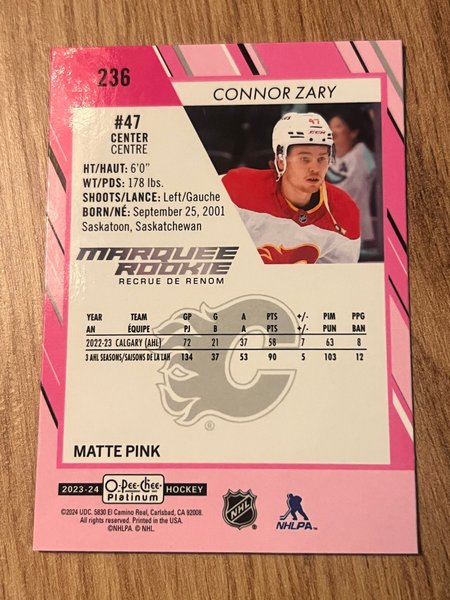 236
CONNOR ZARY
#47
CENTER
CENTRE
HT/HAUT: 6'0"
WT/PDS: 178 lbs.
SHOOTS/LANCE: Left/Gauche
BORN/NÉ: September 25, 2001
Saskatoon, Saskatchewan
47
CCM
MARQUEE
ROOKIE
RECRUE DE RENOM
YEAR TEAM GP G A PTS +/- PIM PPG
AN ÉQUIPE PJ B A PTS +/- PUN BAN
2022-23 CALGARY (AHL) 72 21 37 58 7 63 8
3 AHL SEASONS/SAISONS DE LA LAH 134 37 53 90 5 103 12
®
MATTE PINK
2023-24 O-Pee-Chee Platinum HOCKEY
©2024 UDC. 5830 El Camino Real, Carlsbad, CA 92008.
All rights reserved. Printed in the USA.
©NHLPA. © NHL
NHL
NHLPA